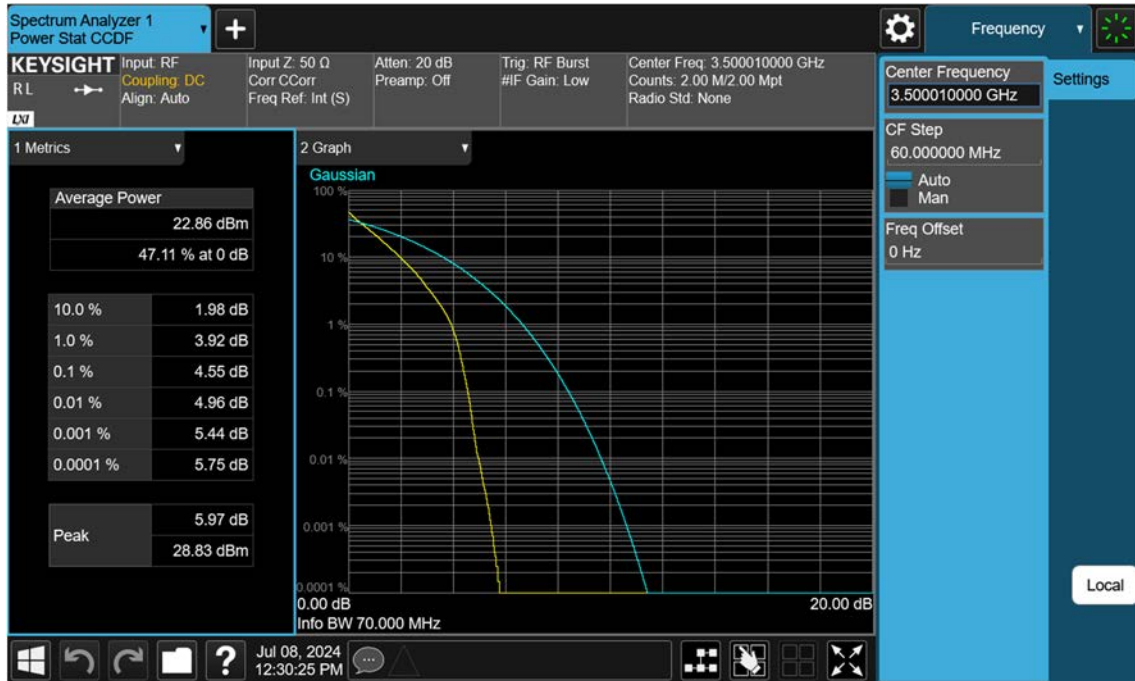 Spectrum Analyzer 1
Power Stat CCDF
+
Frequency
KEYSIGHT
RL
LXI
Input: RF
Coupling: DC
Align: Auto
Input Z: 50 Ω
Corr CCorr
Freq Ref: Int (S)
Atten: 20 dB
Preamp: Off
Trig: RF Burst
#IF Gain: Low
Center Freq: 3.500010000 GHz
Counts: 2.00 M/2.00 Mpt
Radio Std: None
Center Frequency
3.500010000 GHz
Settings
CF Step
60.000000 MHz
Auto
Man
Freq Offset
0 Hz
1 Metrics
Average Power
22.86 dBm
47.11 % at 0 dB
10.0 % 1.98 dB
1.0 % 3.92 dB
0.1 % 4.55 dB
0.01 % 4.96 dB
0.001 % 5.44 dB
0.0001 % 5.75 dB
Peak
5.97 dB
28.83 dBm
2 Graph
Gaussian
100 %
10 %
1 %
0.1 %
0.01 %
0.001 %
0.0001 %
0.00 dB 20.00 dB
Info BW 70.000 MHz
Local
?
Jul 08, 2024
12:30:25 PM